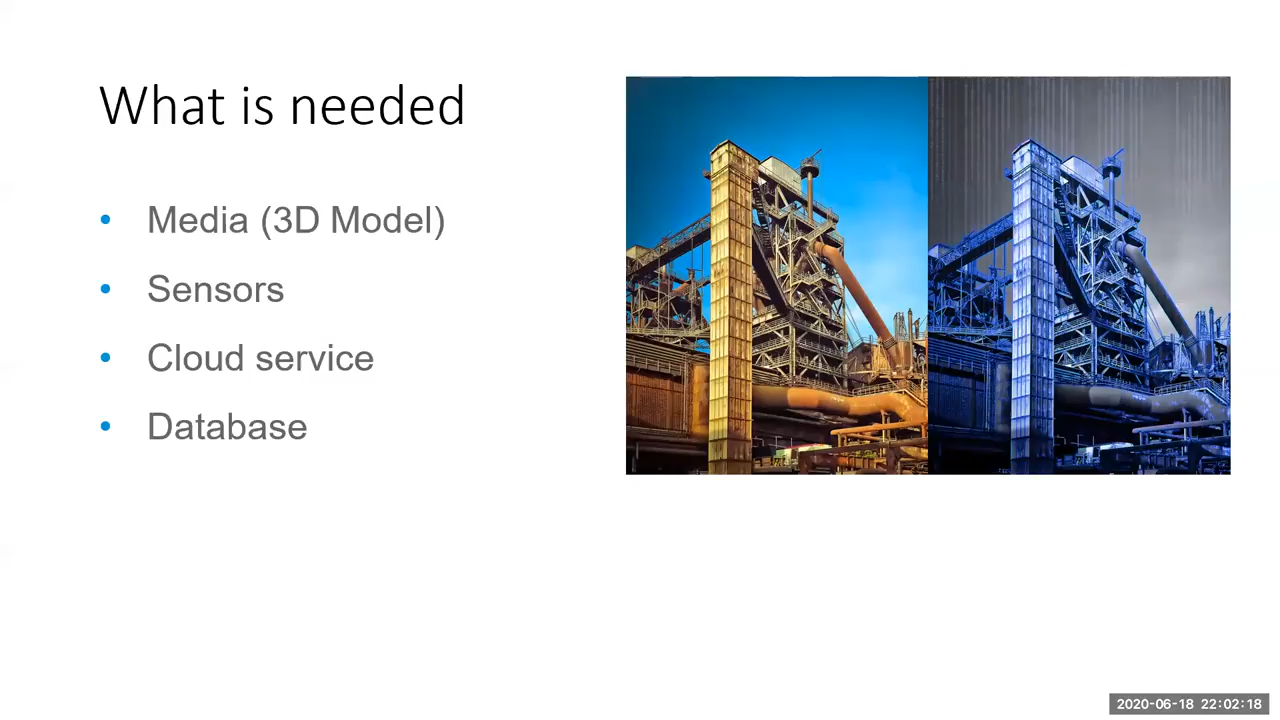 What is needed
• Media (3D Model)
• Sensors
• Cloud service
• Database
2020-06-18 22:02:18